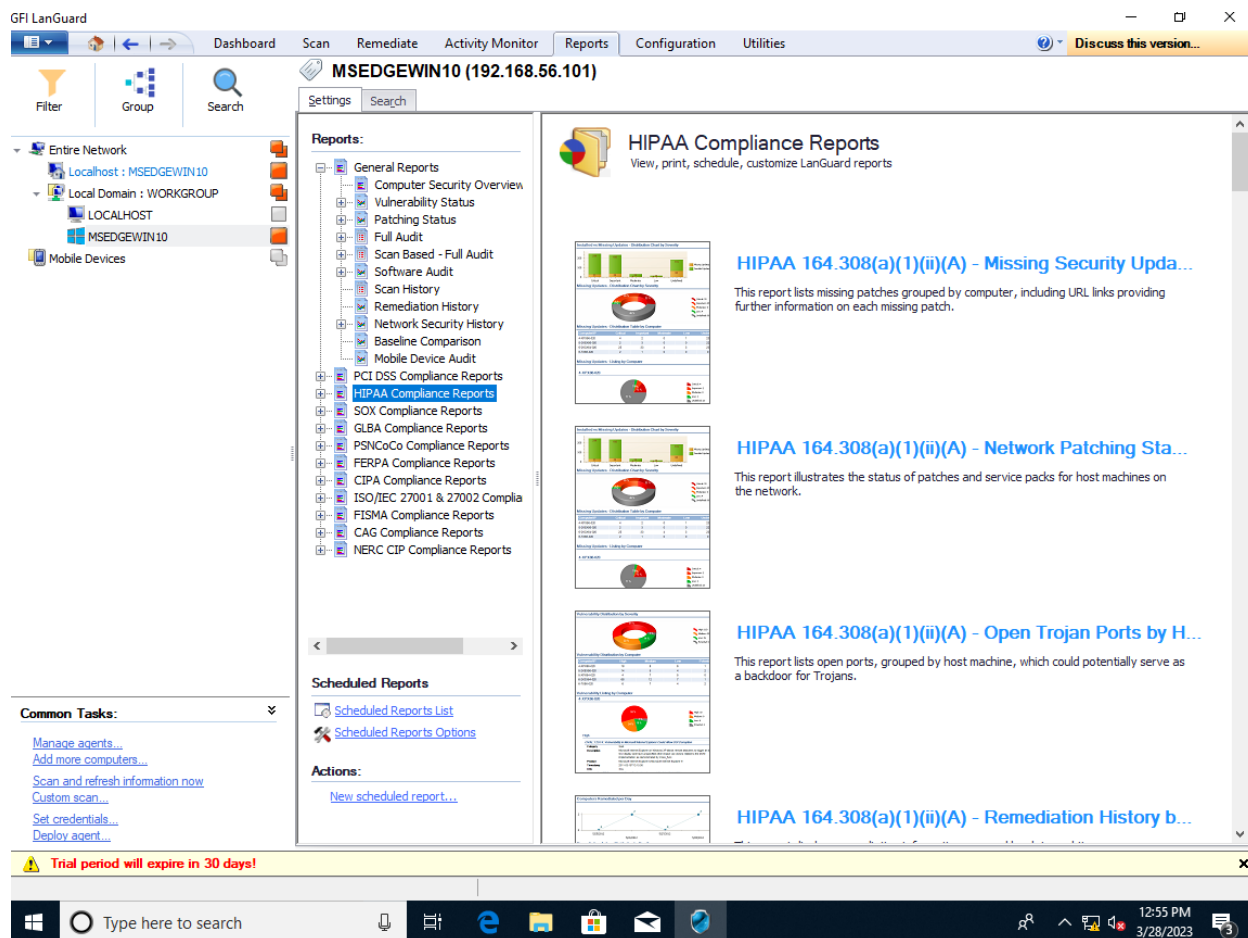 GFI LanGuard
Dashboard Scan Remediate Activity Monitor Reports Configuration Utilities Discuss this version...
Filter Group Search
MSEDGEWIN10 (192.168.56.101)
Settings Search
Entire Network
Localhost : MSEDGEWIN10
Local Domain : WORKGROUP
LOCALHOST
MSEDGEWIN10
Mobile Devices
Common Tasks:
Manage agents...
Add more computers...
Scan and refresh information now
Custom scan...
Set credentials...
Deploy agent...
Reports:
General Reports
Computer Security Overview
Vulnerability Status
Patching Status
Full Audit
Scan Based - Full Audit
Software Audit
Scan History
Remediation History
Network Security History
Baseline Comparison
Mobile Device Audit
PCI DSS Compliance Reports
HIPAA Compliance Reports
SOX Compliance Reports
GLBA Compliance Reports
PSNCoCo Compliance Reports
FERPA Compliance Reports
CIPA Compliance Reports
ISO/IEC 27001 & 27002 Complia
FISMA Compliance Reports
CAG Compliance Reports
NERC CIP Compliance Reports
Scheduled Reports
Scheduled Reports List
Scheduled Reports Options
Actions:
New scheduled report...
HIPAA Compliance Reports
View, print, schedule, customize LanGuard reports
HIPAA 164.308(a)(1)(ii)(A) - Missing Security Upda...
This report lists missing patches grouped by computer, including URL links providing
further information on each missing patch.
HIPAA 164.308(a)(1)(ii)(A) - Network Patching Sta...
This report illustrates the status of patches and service packs for host machines on
the network.
HIPAA 164.308(a)(1)(ii)(A) - Open Trojan Ports by H...
This report lists open ports, grouped by host machine, which could potentially serve as
a backdoor for Trojans.
HIPAA 164.308(a)(1)(ii)(A) - Remediation History b...
Trial period will expire in 30 days!
Type here to search
12:55 PM
3/28/2023
3